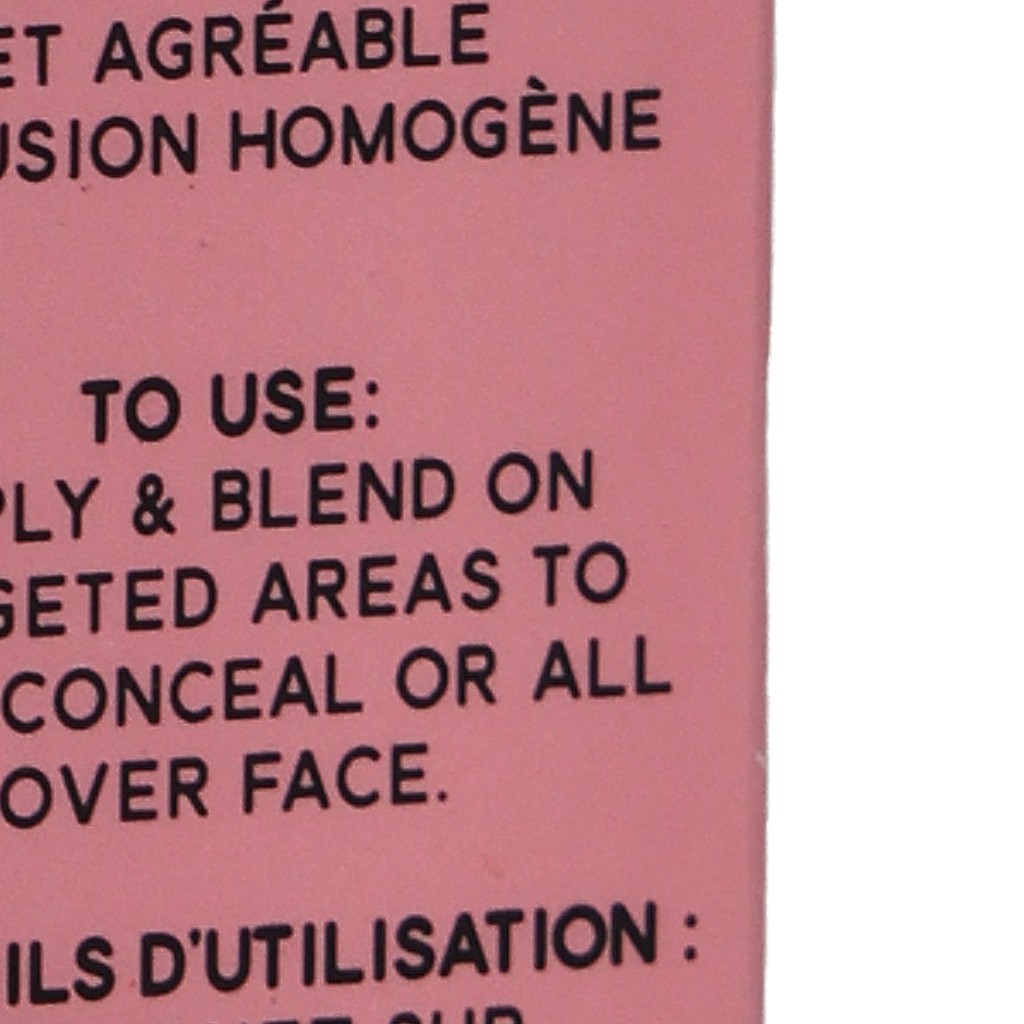 ET AGRÉABLE
USION HOMOGÈNE
TO USE:
PLY & BLEND ON
GETED AREAS TO
CONCEAL OR ALL
OVER FACE.
ILS D'UTILISATION :
SUR